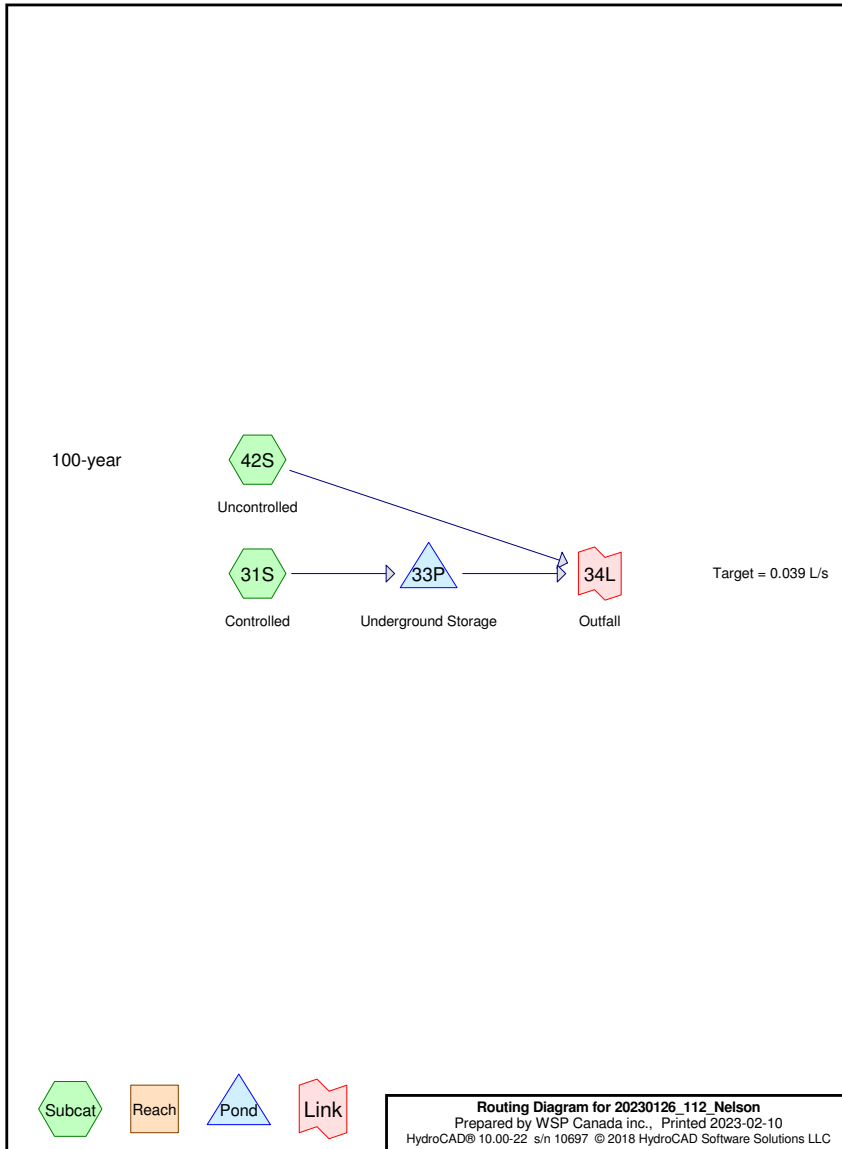 100-year
42S
Uncontrolled
31S
33P
34L
Target = 0.039 L/s
Controlled
Underground Storage
Outfall
Subcat
Reach
Pond
Link
Routing Diagram for 20230126_112_Nelson
Prepared by WSP Canada inc., Printed 2023-02-10
HydroCAD® 10.00-22 s/n 10697 © 2018 HydroCAD Software Solutions LLC